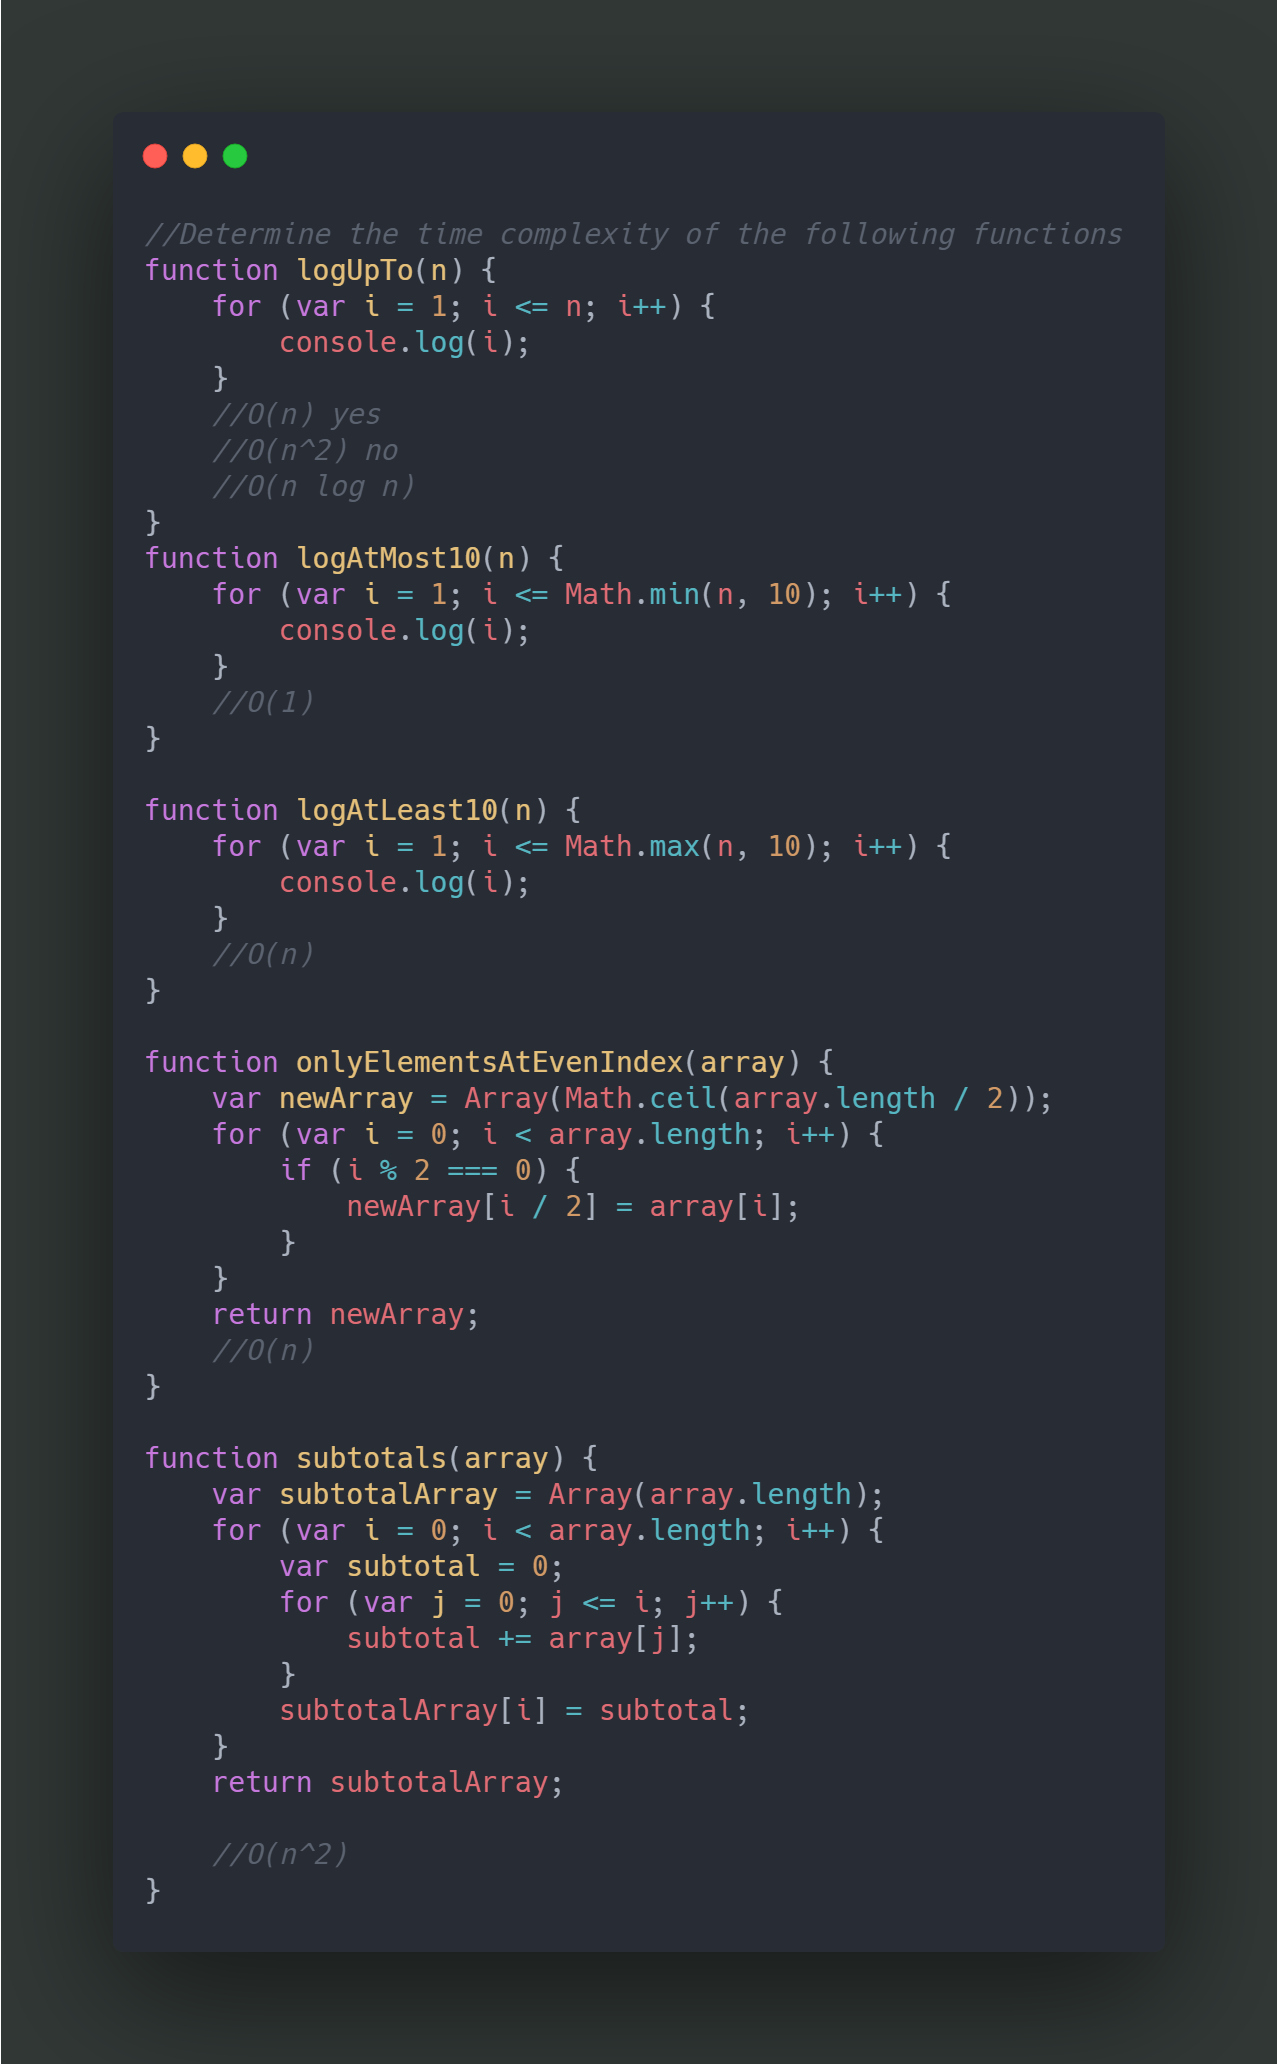 //Determine the time complexity of the following functions
function logUpTo(n) {
    for (var i = 1; i <= n; i++) {
        console.log(i);
    }
    //O(n) yes
    //O(n^2) no
    //O(n log n)
}
function logAtMost10(n) {
    for (var i = 1; i <= Math.min(n, 10); i++) {
        console.log(i);
    }
    //O(1)
}

function logAtLeast10(n) {
    for (var i = 1; i <= Math.max(n, 10); i++) {
        console.log(i);
    }
    //O(n)
}

function onlyElementsAtEvenIndex(array) {
    var newArray = Array(Math.ceil(array.length / 2));
    for (var i = 0; i < array.length; i++) {
        if (i % 2 === 0) {
            newArray[i / 2] = array[i];
        }
    }
    return newArray;
    //O(n)
}

function subtotals(array) {
    var subtotalArray = Array(array.length);
    for (var i = 0; i < array.length; i++) {
        var subtotal = 0;
        for (var j = 0; j <= i; j++) {
            subtotal += array[j];
        }
        subtotalArray[i] = subtotal;
    }
    return subtotalArray;

    //O(n^2)
}